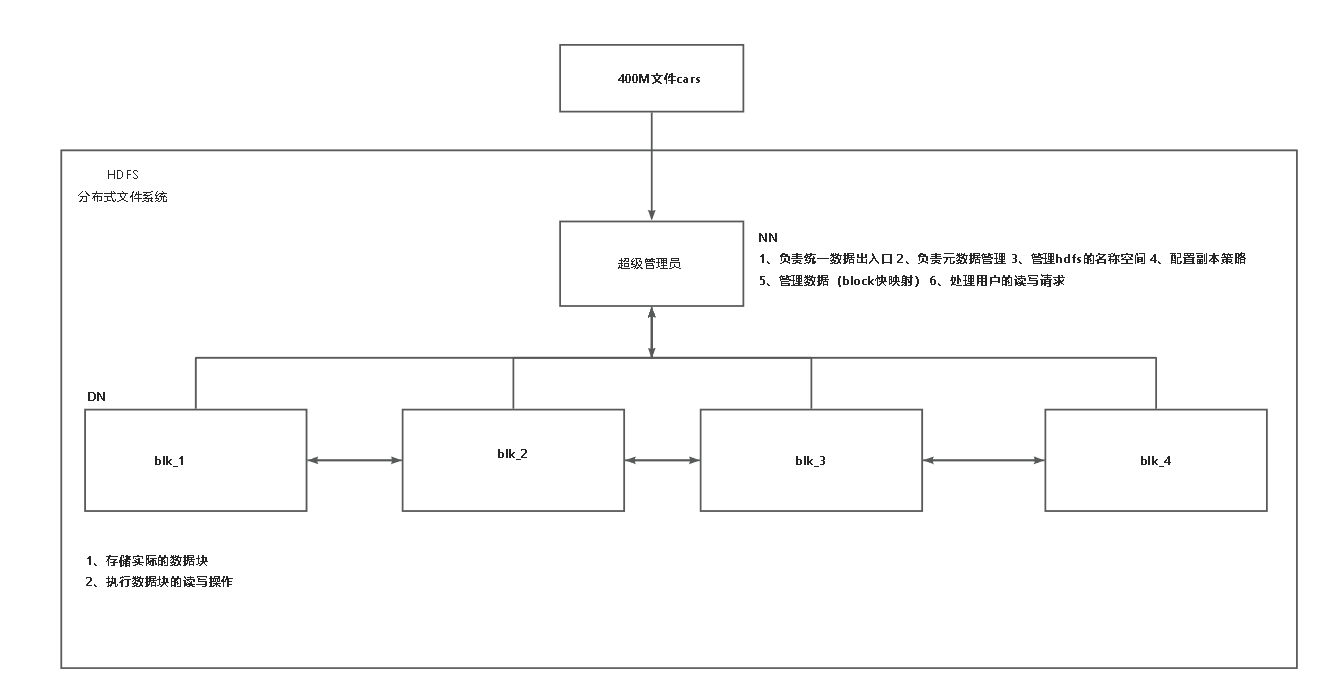 400M文件cars
HDFS
分布式文件系统
超级管理员
NN
1、负责统一数据出入口 2、负责元数据管理 3、管理hdfs的名称空间 4、配置副本策略
5、管理数据（block快映射） 6、处理用户的读写请求
DN
blk_1
blk_2
blk_3
blk_4
1、存储实际的数据块
2、执行数据块的读写操作